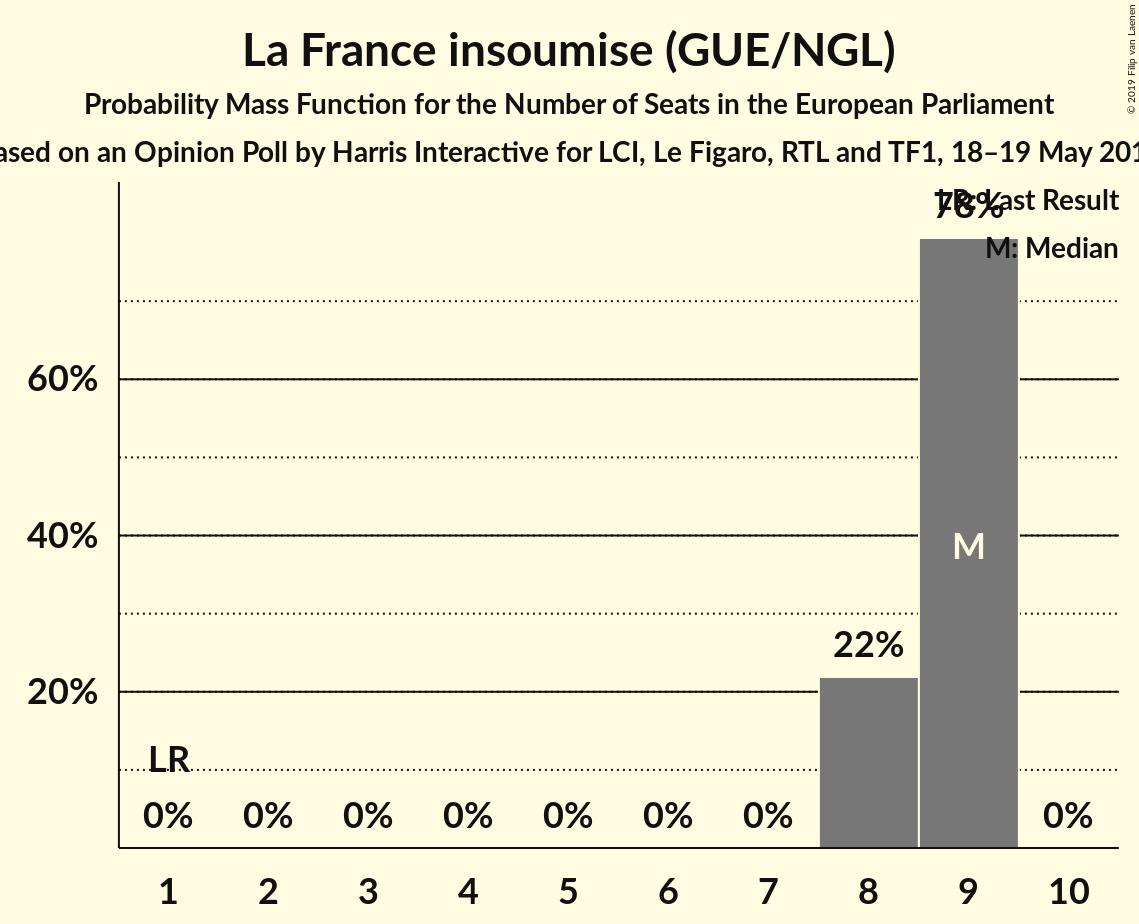 La France insoumise (GUE/NGL)
Probability Mass Function for the Number of Seats in the European Parliament
on an Opinion Poll by Harris Interactive for LCI, Le Figaro, RTL and TF1, 18–19 May
LR: Last Result
M: Median
78%
60%
40%
20%
M
22%
LR
0% 0% 0% 0% 0% 0% 0% 0%
1 2 3 4 5 6 7 8 9 10
© 2019 Filip van Laenen